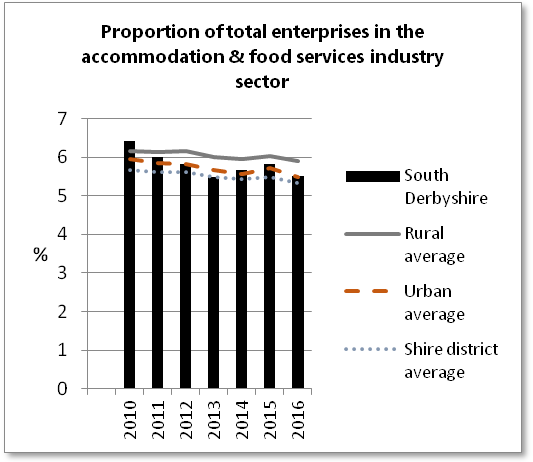 Proportion of total enterprises in the
accommodation & food services industry
sector
7
6
5
4
3
2
1
0
%
2010
2011
2012
2013
2014
2015
2016
South
Derbyshire
Rural
average
Urban
average
Shire district
average